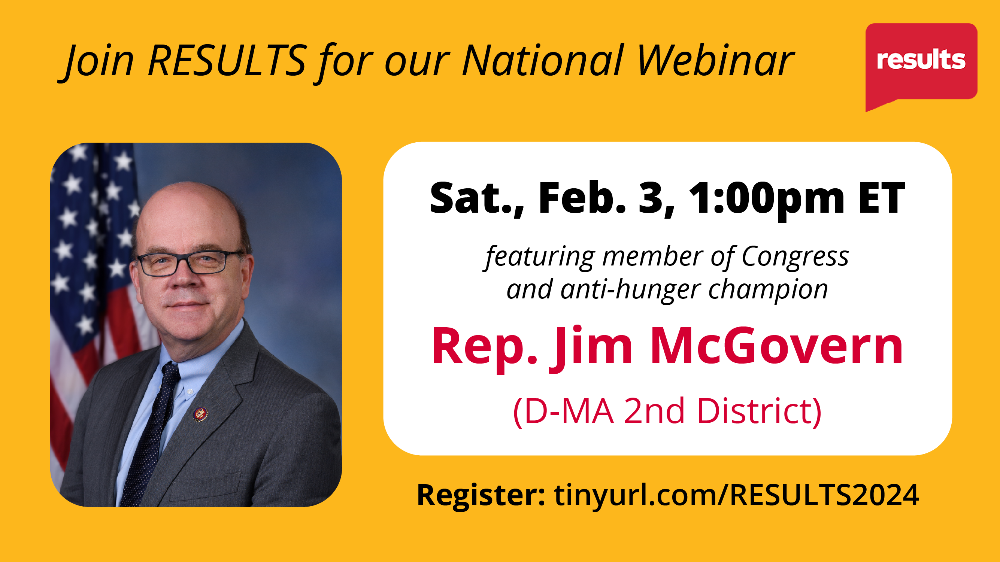 Join RESULTS for our National Webinar
results
Sat., Feb. 3, 1:00pm ET
featuring member of Congress
and anti-hunger champion
Rep. Jim McGovern
(D-MA 2nd District)
Register: tinyurl.com/RESULTS2024